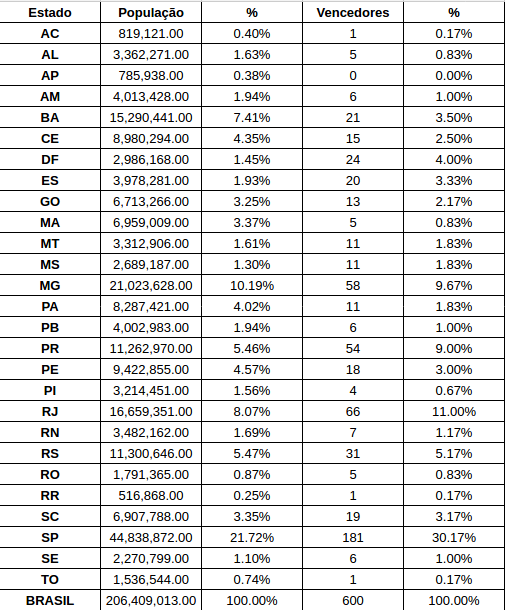 Estado População % Vencedores %
AC 819,121.00 0.40% 1 0.17%
AL 3,362,271.00 1.63% 5 0.83%
AP 785,938.00 0.38% 0 0.00%
AM 4,013,428.00 1.94% 6 1.00%
BA 15,290,441.00 7.41% 21 3.50%
CE 8,980,294.00 4.35% 15 2.50%
DF 2,986,168.00 1.45% 24 4.00%
ES 3,978,281.00 1.93% 20 3.33%
GO 6,713,266.00 3.25% 13 2.17%
MA 6,959,009.00 3.37% 5 0.83%
MT 3,312,906.00 1.61% 11 1.83%
MS 2,689,187.00 1.30% 11 1.83%
MG 21,023,628.00 10.19% 58 9.67%
PA 8,287,421.00 4.02% 11 1.83%
PB 4,002,983.00 1.94% 6 1.00%
PR 11,262,970.00 5.46% 54 9.00%
PE 9,422,855.00 4.57% 18 3.00%
PI 3,214,451.00 1.56% 4 0.67%
RJ 16,659,351.00 8.07% 66 11.00%
RN 3,482,162.00 1.69% 7 1.17%
RS 11,300,646.00 5.47% 31 5.17%
RO 1,791,365.00 0.87% 5 0.83%
RR 516,868.00 0.25% 1 0.17%
SC 6,907,788.00 3.35% 19 3.17%
SP 44,838,872.00 21.72% 181 30.17%
SE 2,270,799.00 1.10% 6 1.00%
TO 1,536,544.00 0.74% 1 0.17%
BRASIL 206,409,013.00 100.00% 600 100.00%